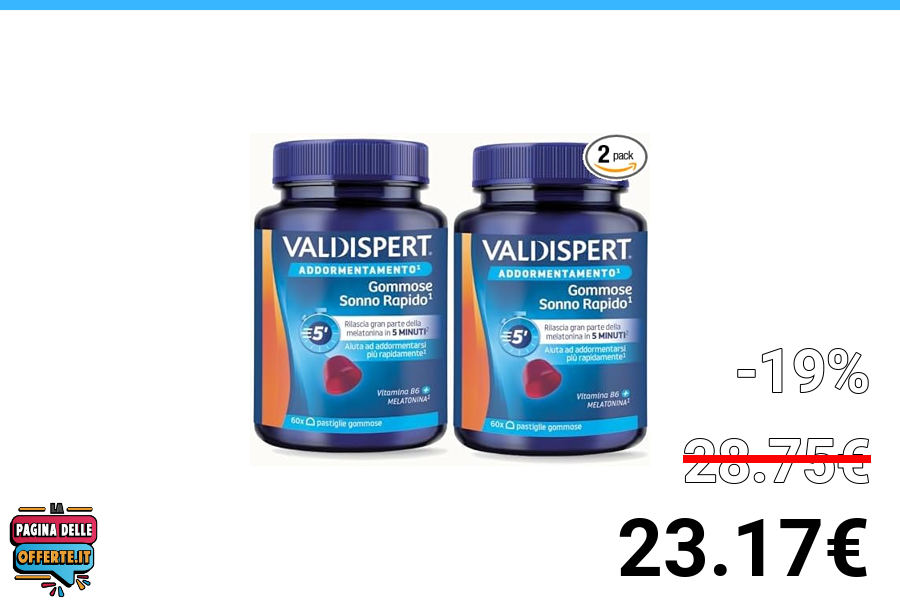 2 pack
VALDISPERT®
ADDORMENTAMENTO¹
Gommose
Sonno Rapido¹
5'
Rilascia gran parte della
melatonina in 5 MINUTI²
Aiuta ad addormentarsi
più rapidamente¹
Vitamina B6 +
MELATONINA¹
60x pastiglie gommose
VALDISPERT®
ADDORMENTAMENTO¹
Gommose
Sonno Rapido¹
5'
Rilascia gran parte della
melatonina in 5 MINUTI²
Aiuta ad addormentarsi
più rapidamente¹
Vitamina B6 +
MELATONINA¹
60x pastiglie gommose
-19%
28.75€
23.17€
LA
PAGINA DELLE
OFFERTE.IT